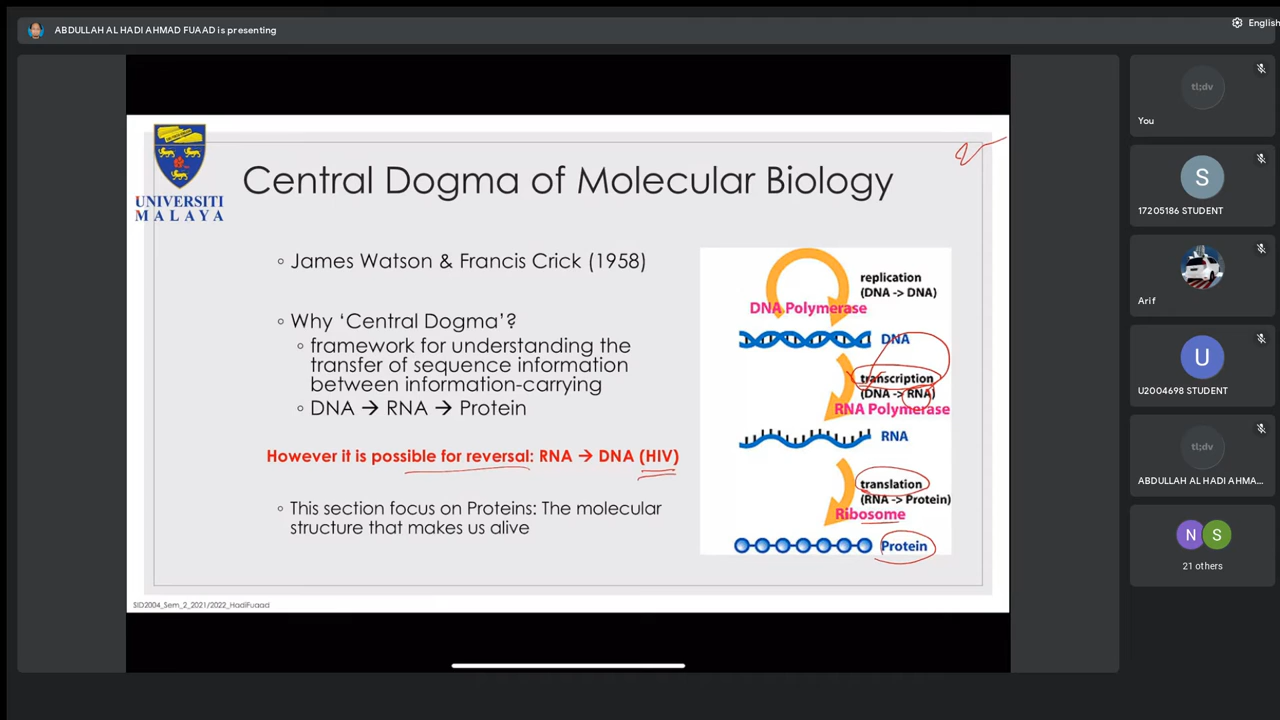 ABDULLAH AL HADI AHMAD FUAAD is presenting
English
UNIVERSITI
MALAYA
Central Dogma of Molecular Biology
◦ James Watson & Francis Crick (1958)
◦ Why ‘Central Dogma’?
◦ framework for understanding the
transfer of sequence information
between information-carrying
◦ DNA → RNA → Protein
However it is possible for reversal: RNA → DNA (HIV)
◦ This section focus on Proteins: The molecular
structure that makes us alive
replication
(DNA -> DNA)
DNA Polymerase
DNA
transcription
(DNA -> RNA)
RNA Polymerase
RNA
translation
(RNA -> Protein)
Ribosome
Protein
SID2004_Sem_2_2021/2022_HadiFuaad
tl;dv
You
S
17205186 STUDENT
Arif
U
U2004698 STUDENT
tl;dv
ABDULLAH AL HADI AHMA...
N S
21 others